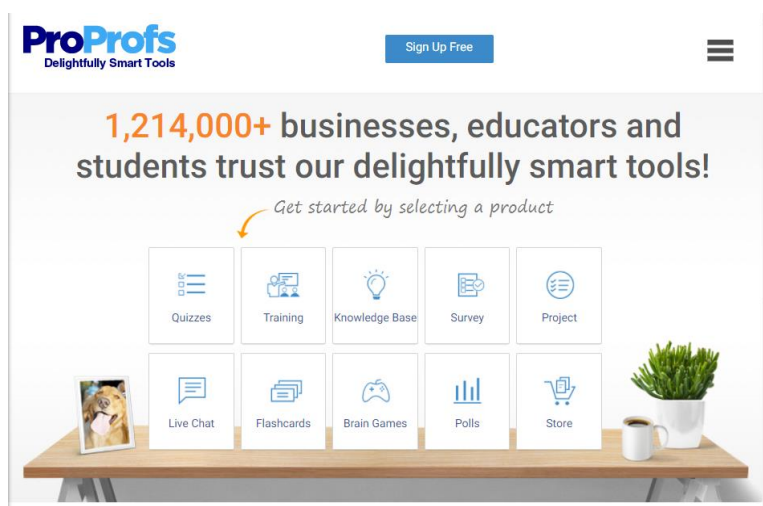 ProProfs
Delightfully Smart Tools
Sign Up Free
1,214,000+ businesses, educators and
students trust our delightfully smart tools!
Get started by selecting a product
Quizzes
Training
Knowledge Base
Survey
Project
Live Chat
Flashcards
Brain Games
Polls
Store